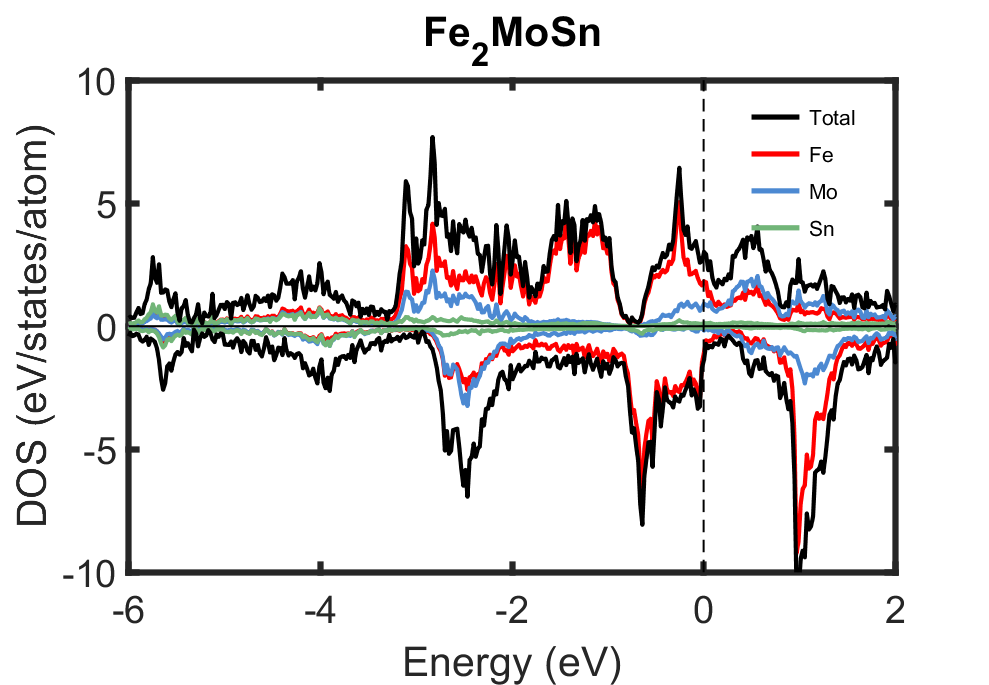 Fe2MoSn
10
5
0
-5
-10
DOS (eV/states/atom)
Total
Fe
Mo
Sn
-6 -4 -2 0 2
Energy (eV)